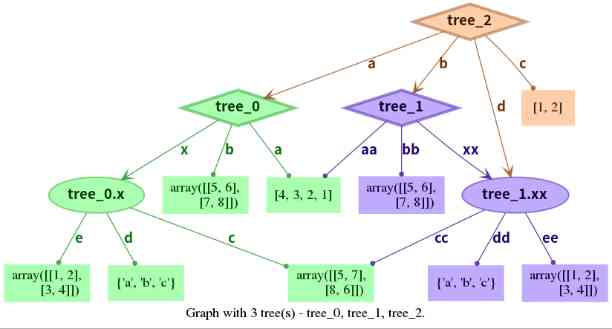 tree_2
a
b
c
d
[1, 2]
tree_0
tree_1
x
b
a
aa
bb
xx
tree_0.x
array([[5, 6],
[7, 8]])
[4, 3, 2, 1]
array([[5, 6],
[7, 8]])
tree_1.xx
e
d
c
cc
dd
ee
array([[1, 2],
[3, 4]])
{'a', 'b', 'c'}
array([[5, 7],
[8, 6]])
{'a', 'b', 'c'}
array([[1, 2],
[3, 4]])
Graph with 3 tree(s) - tree_0, tree_1, tree_2.